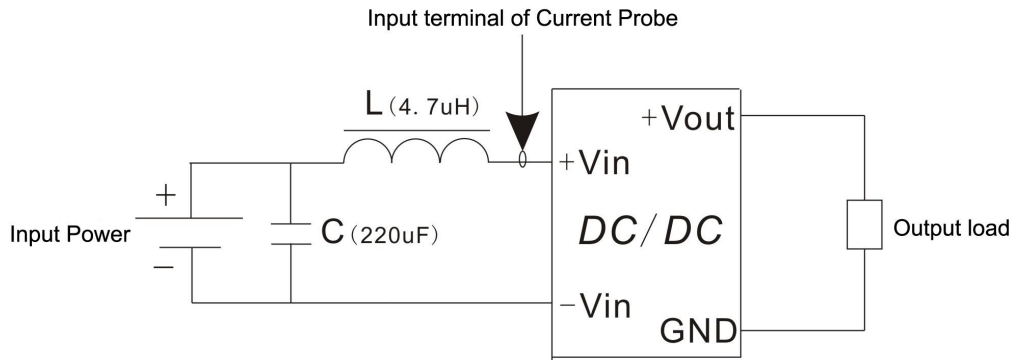 Input terminal of Current Probe
L(4. 7uH)
+Vout
+Vin
+
Input Power
C(220uF)
DC/DC
Output load
−
−Vin
GND